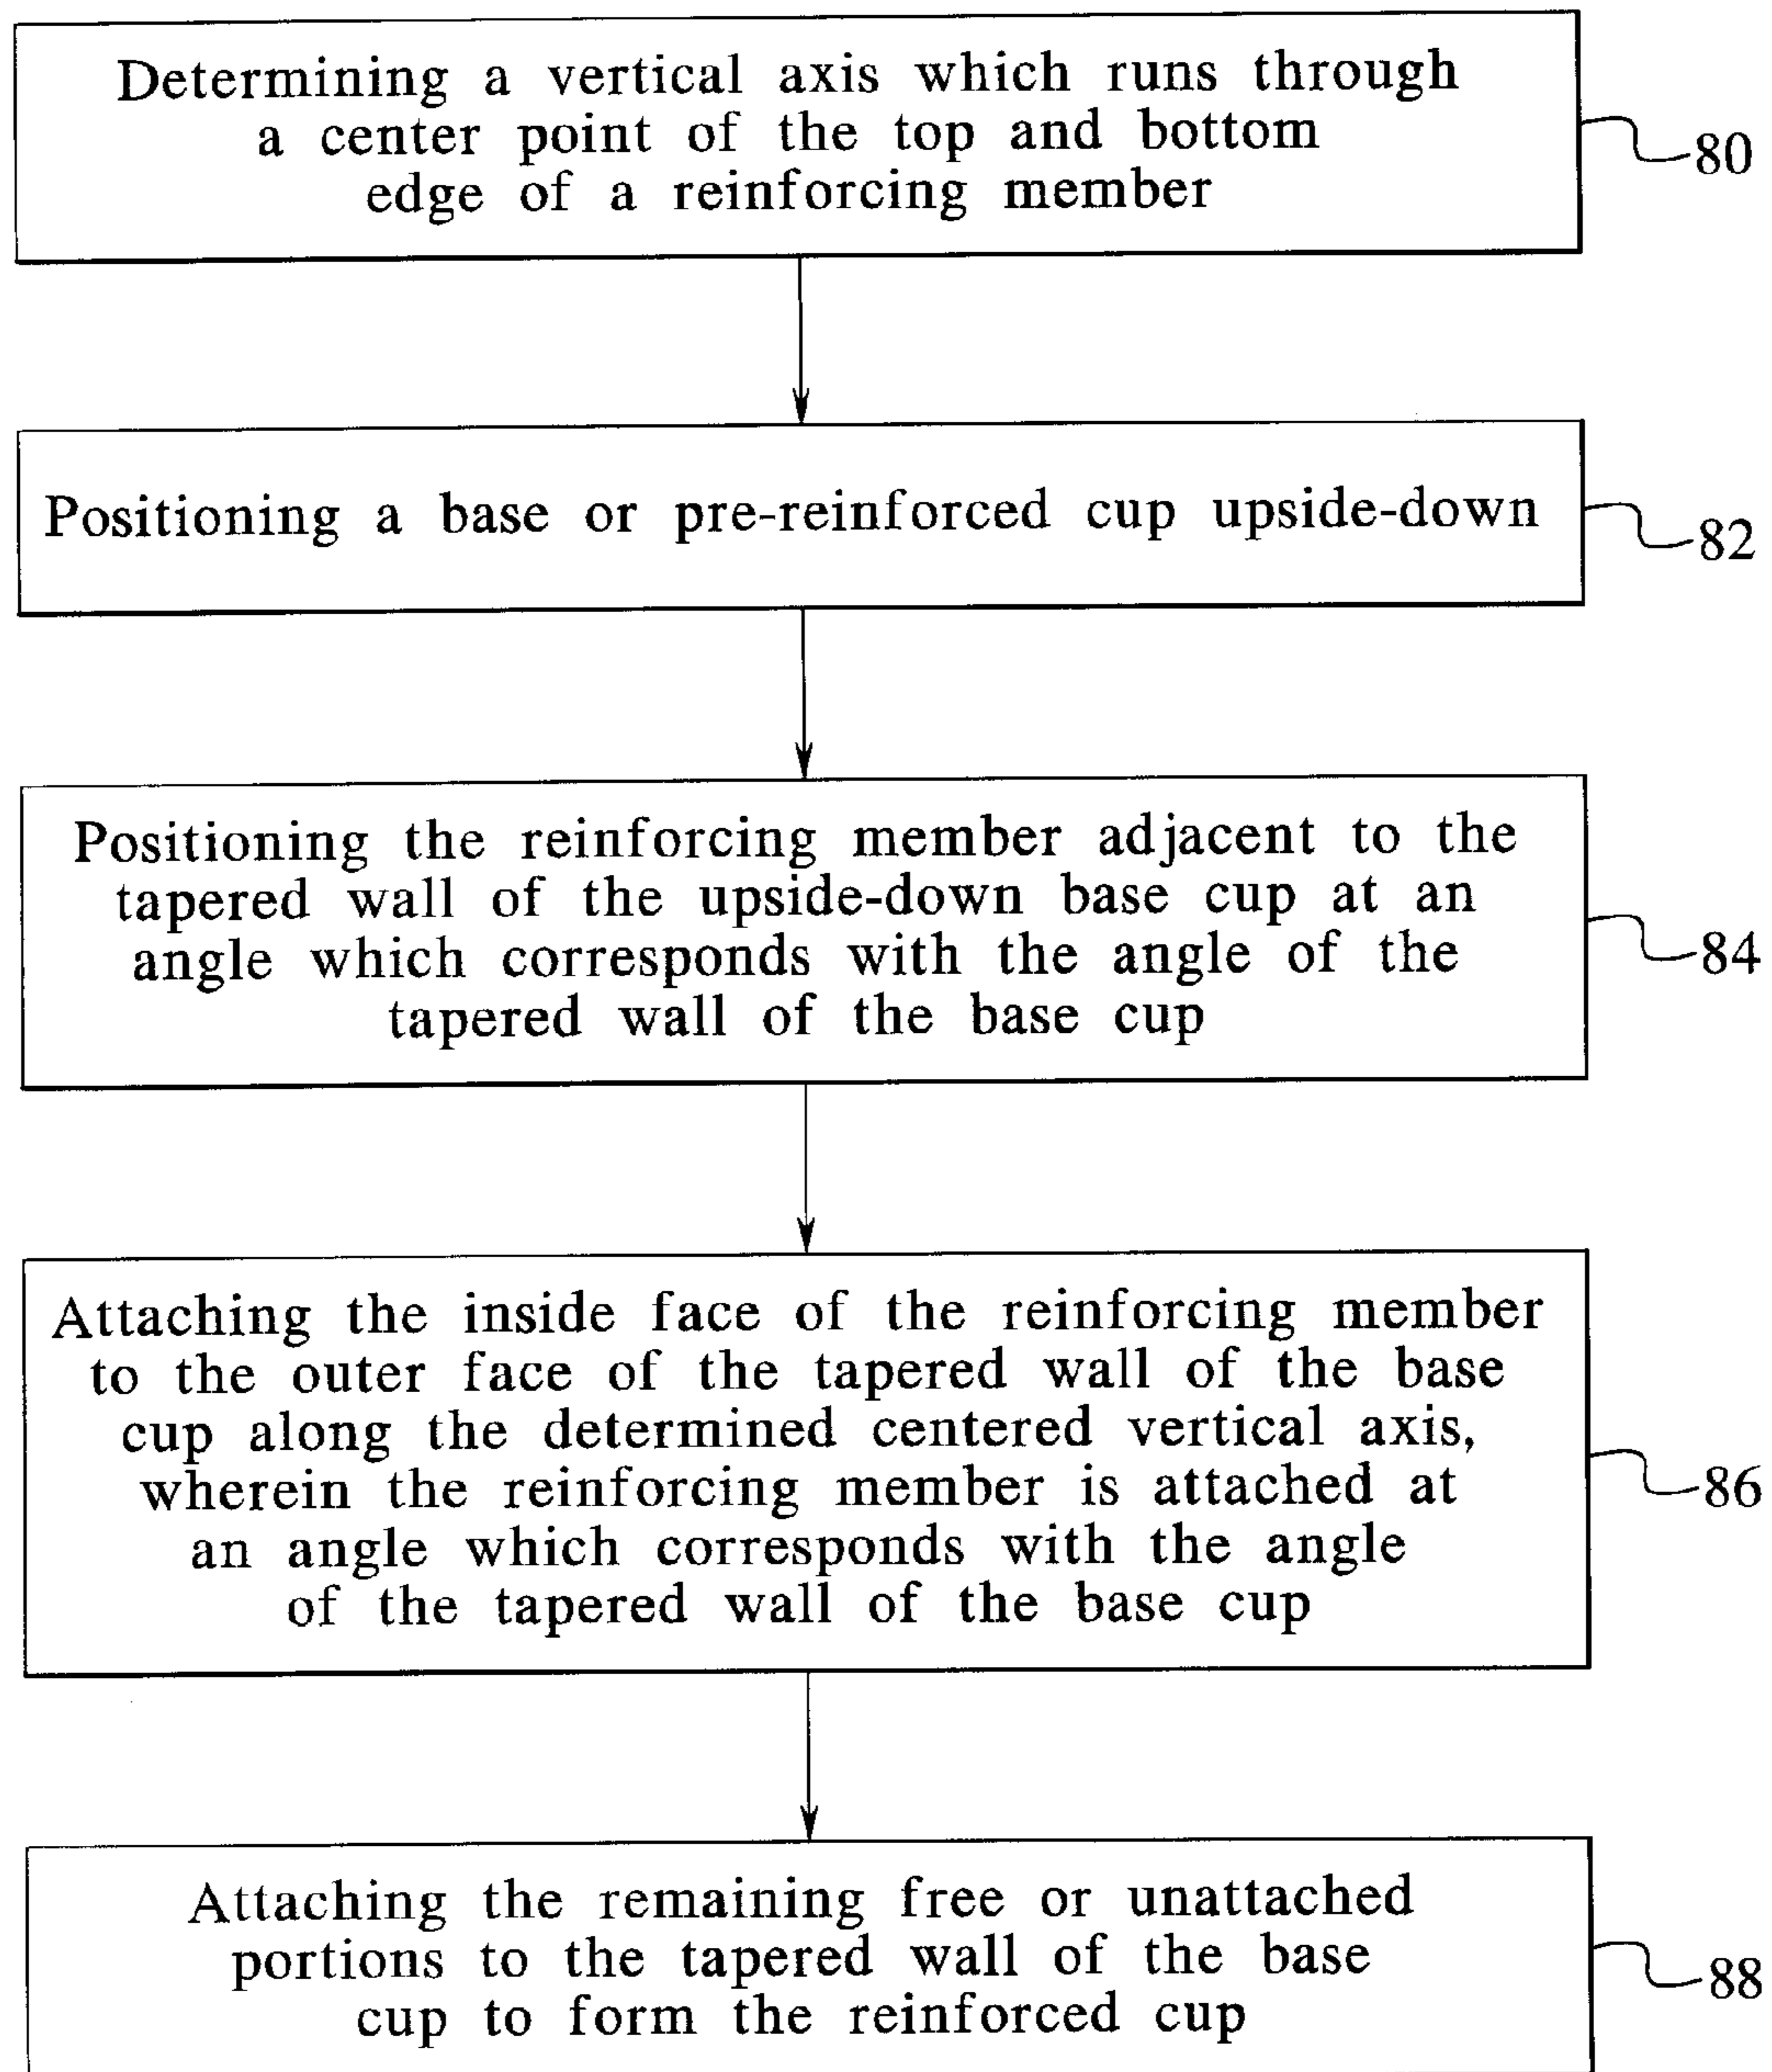 Determining a vertical axis which runs through
a center point of the top and bottom
edge of a reinforcing member
80
Positioning a base or pre-reinforced cup upside-down
82
Positioning the reinforcing member adjacent to the
tapered wall of the upside-down base cup at an
angle which corresponds with the angle of the
tapered wall of the base cup
84
Attaching the inside face of the reinforcing member
to the outer face of the tapered wall of the base
cup along the determined centered vertical axis,
wherein the reinforcing member is attached at
an angle which corresponds with the angle
of the tapered wall of the base cup
86
Attaching the remaining free or unattached
portions to the tapered wall of the base
cup to form the reinforced cup
88